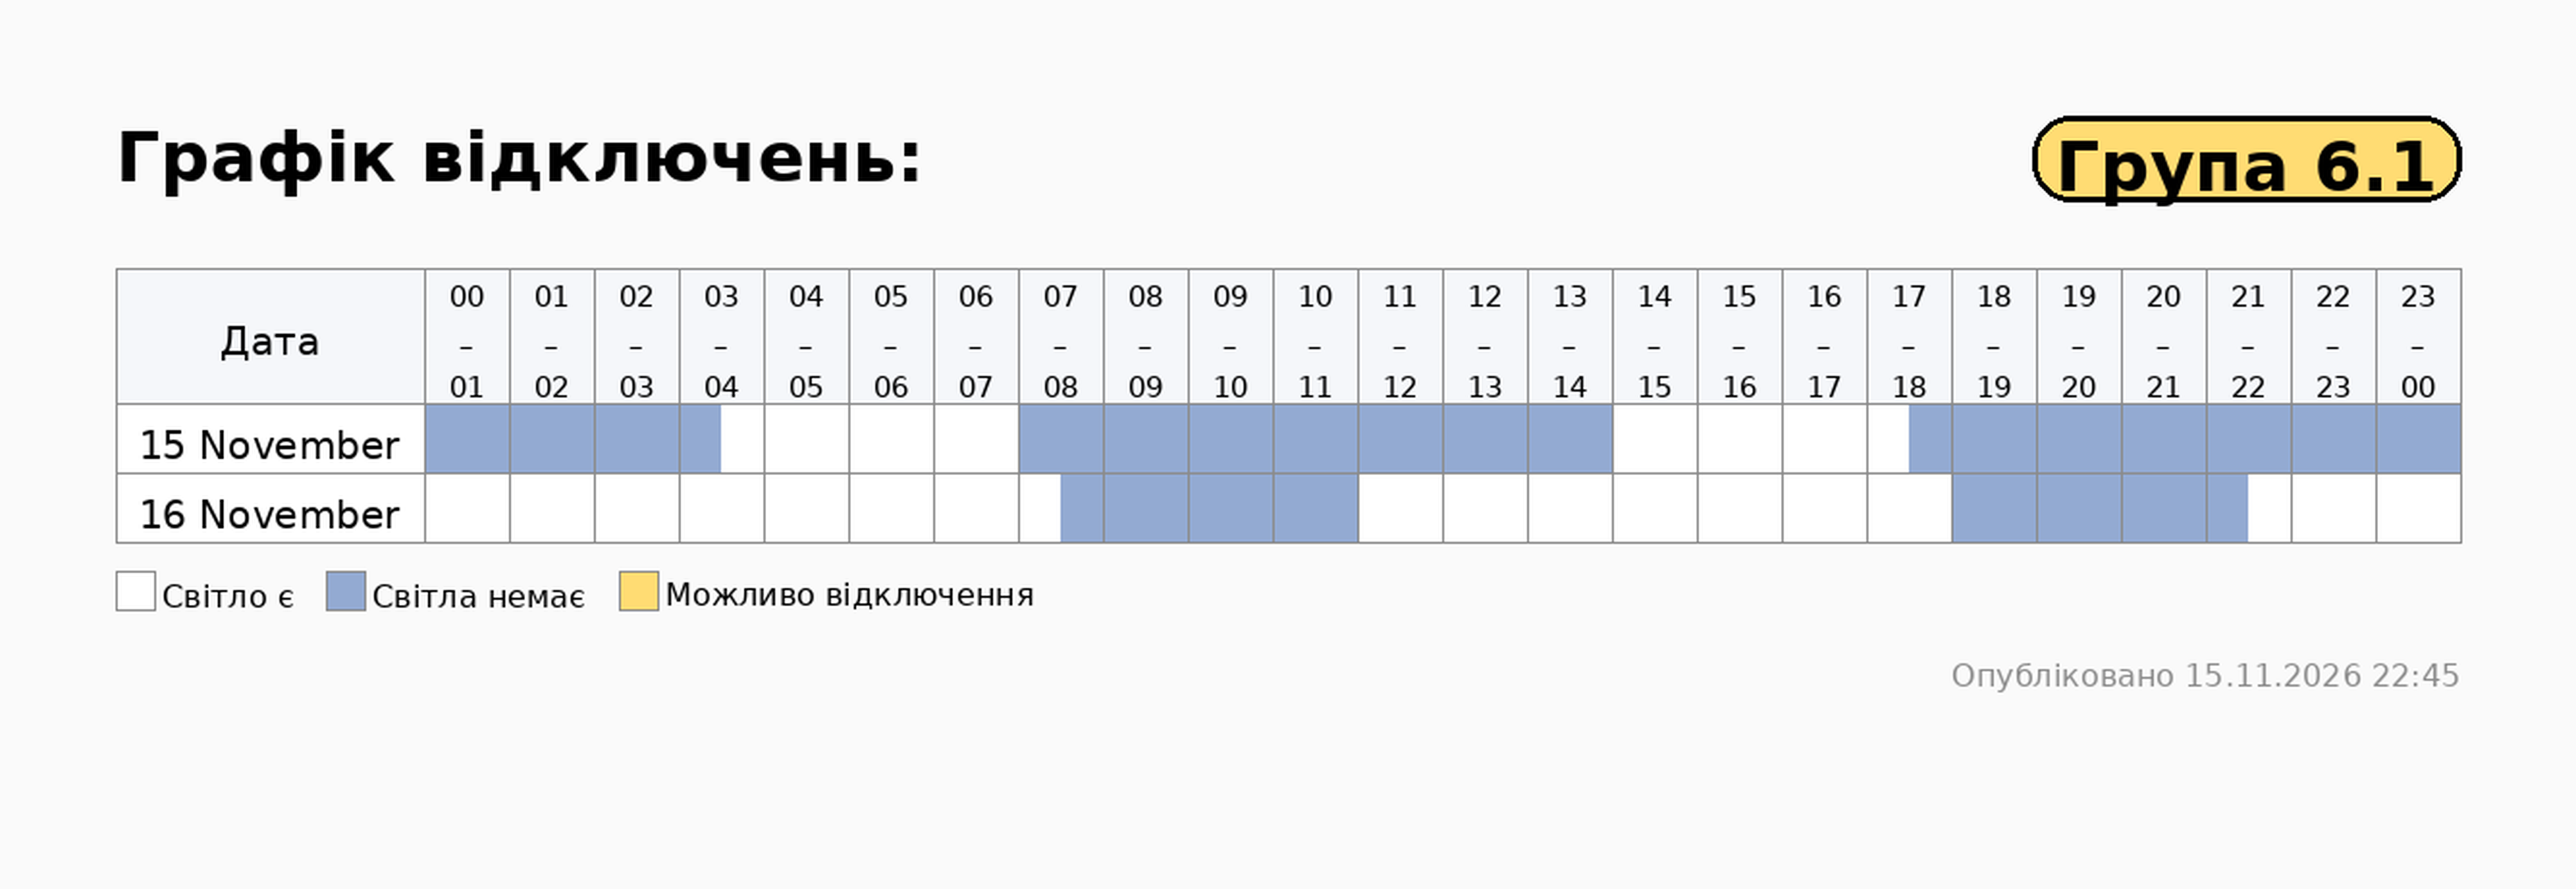 Графік відключень:
Група 6.1
Дата 00 – 01 01 – 02 02 – 03 03 – 04 04 – 05 05 – 06 06 – 07 07 – 08 08 – 09 09 – 10 10 – 11 11 – 12 12 – 13 13 – 14 14 – 15 15 – 16 16 – 17 17 – 18 18 – 19 19 – 20 20 – 21 21 – 22 22 – 23 23 – 00
15 November
16 November
Світло є Світла немає Можливо відключення
Опубліковано 15.11.2026 22:45